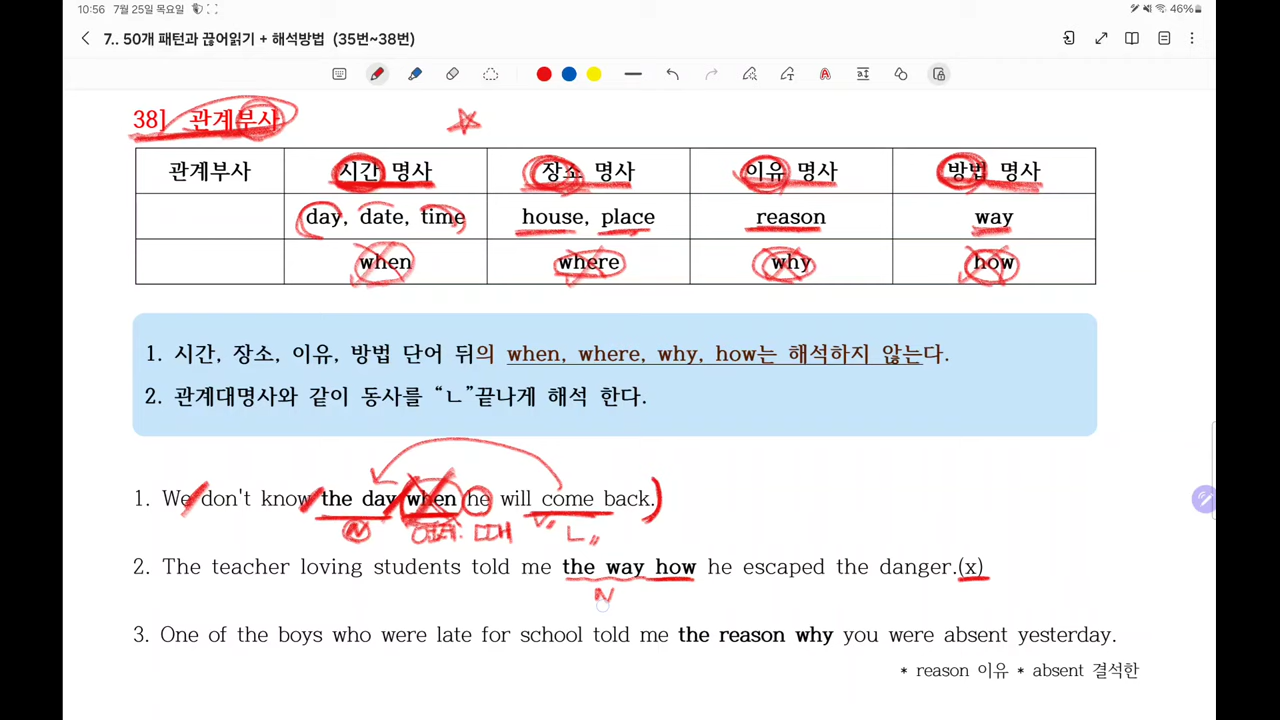 10:56 7월 25일 목요일
46%
7.. 50개 패턴과 끊어읽기 + 해석방법 (35번~38번)
38] 관계부사
관계부사 시간 명사 장소 명사 이유 명사 방법 명사
day, date, time house, place reason way
when where why how
1. 시간, 장소, 이유, 방법 단어 뒤의 when, where, why, how는 해석하지 않는다.
2. 관계대명사와 같이 동사를 “ㄴ”끝나게 해석 한다.
1. We don't know the day when he will come back.
N "ㄴ"
2. The teacher loving students told me the way how he escaped the danger.(x)
N
3. One of the boys who were late for school told me the reason why you were absent yesterday.
* reason 이유 * absent 결석한